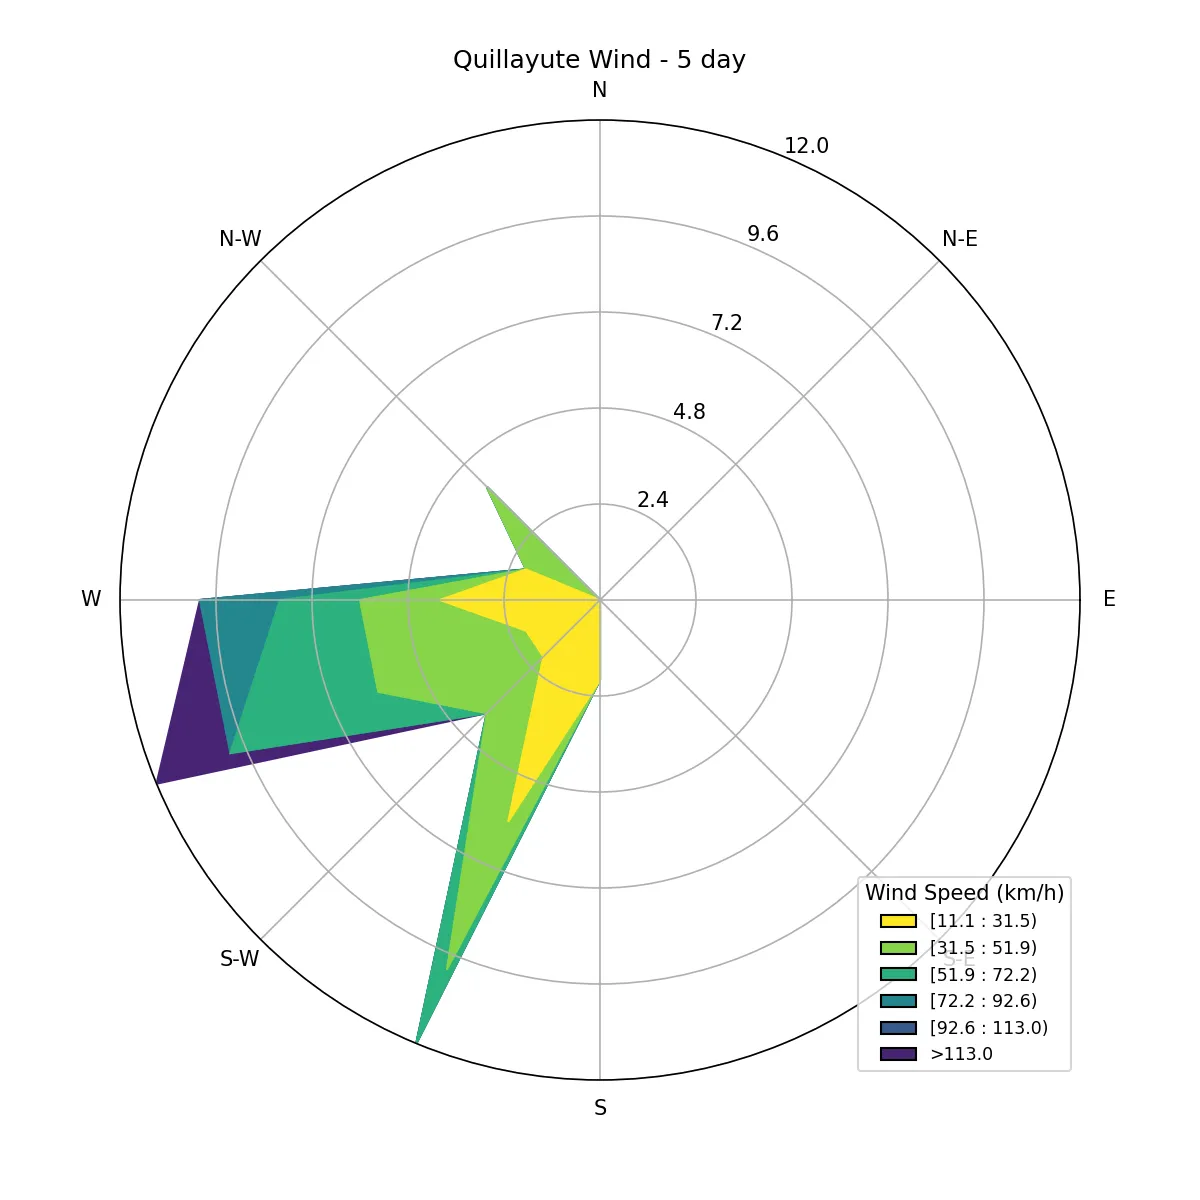 Quillayute Wind - 5 day
N
12.0
N-W
9.6
N-E
7.2
4.8
2.4
W
E
S-W
S-E
S
Wind Speed (km/h)
[11.1 : 31.5)
[31.5 : 51.9)
[51.9 : 72.2)
[72.2 : 92.6)
[92.6 : 113.0)
>113.0